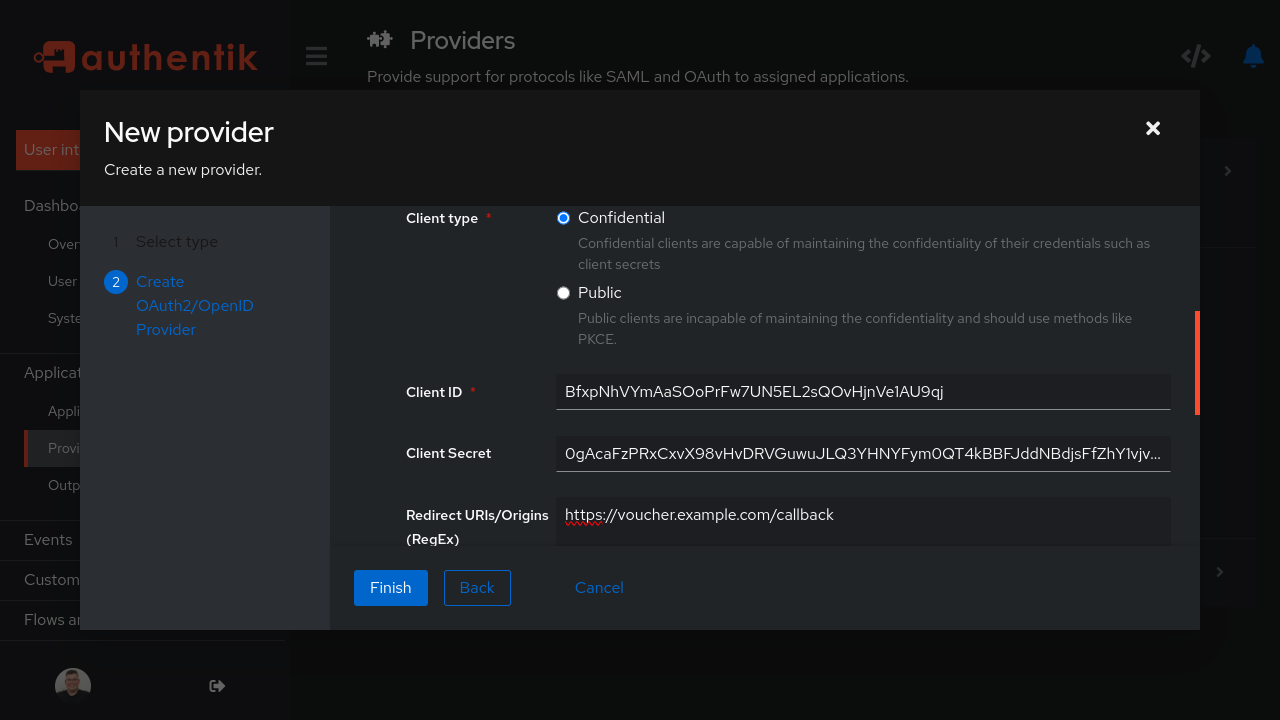 authentik
Providers
Provide support for protocols like SAML and OAuth to assigned applications.
New provider
Create a new provider.
User int
Dashbo
Over
User
Syste
Applicat
Appli
Provi
Outp
Events
Custom
Flows ar
1 Select type
2 Create
OAuth2/OpenID
Provider
Client type *
Confidential
Confidential clients are capable of maintaining the confidentiality of their credentials such as
client secrets
Public
Public clients are incapable of maintaining the confidentiality and should use methods like
PKCE.
Client ID *
BfxpNhVYmAaSOoPrFw7UN5EL2sQOvHjnVe1AU9qj
Client Secret
0gAcaFzPRxCxvX98vHvDRVGuwuJLQ3YHNYFym0QT4kBBFJddNBdjsFfZhY1vjv...
Redirect URIs/Origins
(RegEx)
https://voucher.example.com/callback
Finish
Back
Cancel